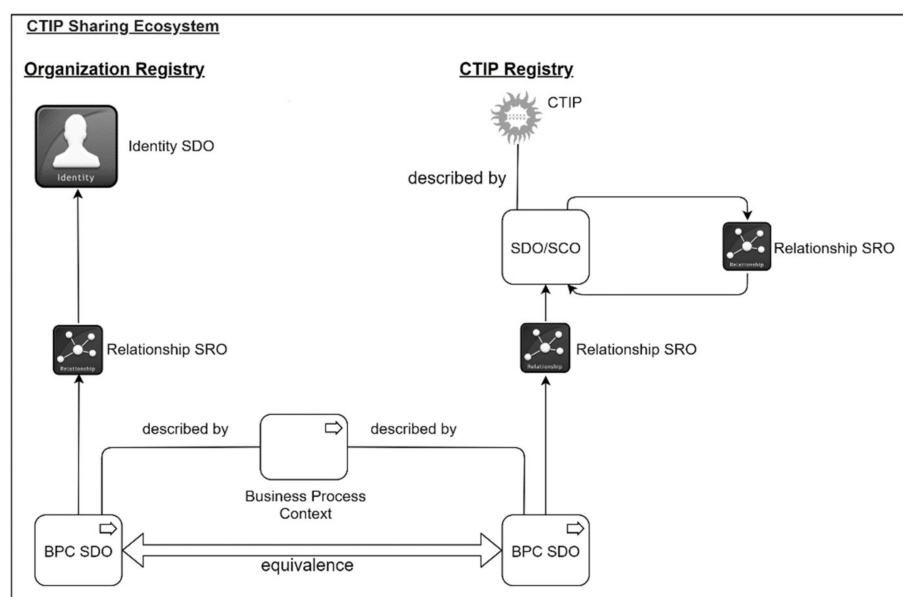 CTIP Sharing Ecosystem
Organization Registry
CTIP Registry
CTIP
Identity SDO
Identity
described by
SDO/SCO
Relationship SRO
Relationship
Relationship SRO
Relationship
Relationship SRO
Relationship
described by
described by
Business Process
Context
BPC SDO
BPC SDO
equivalence